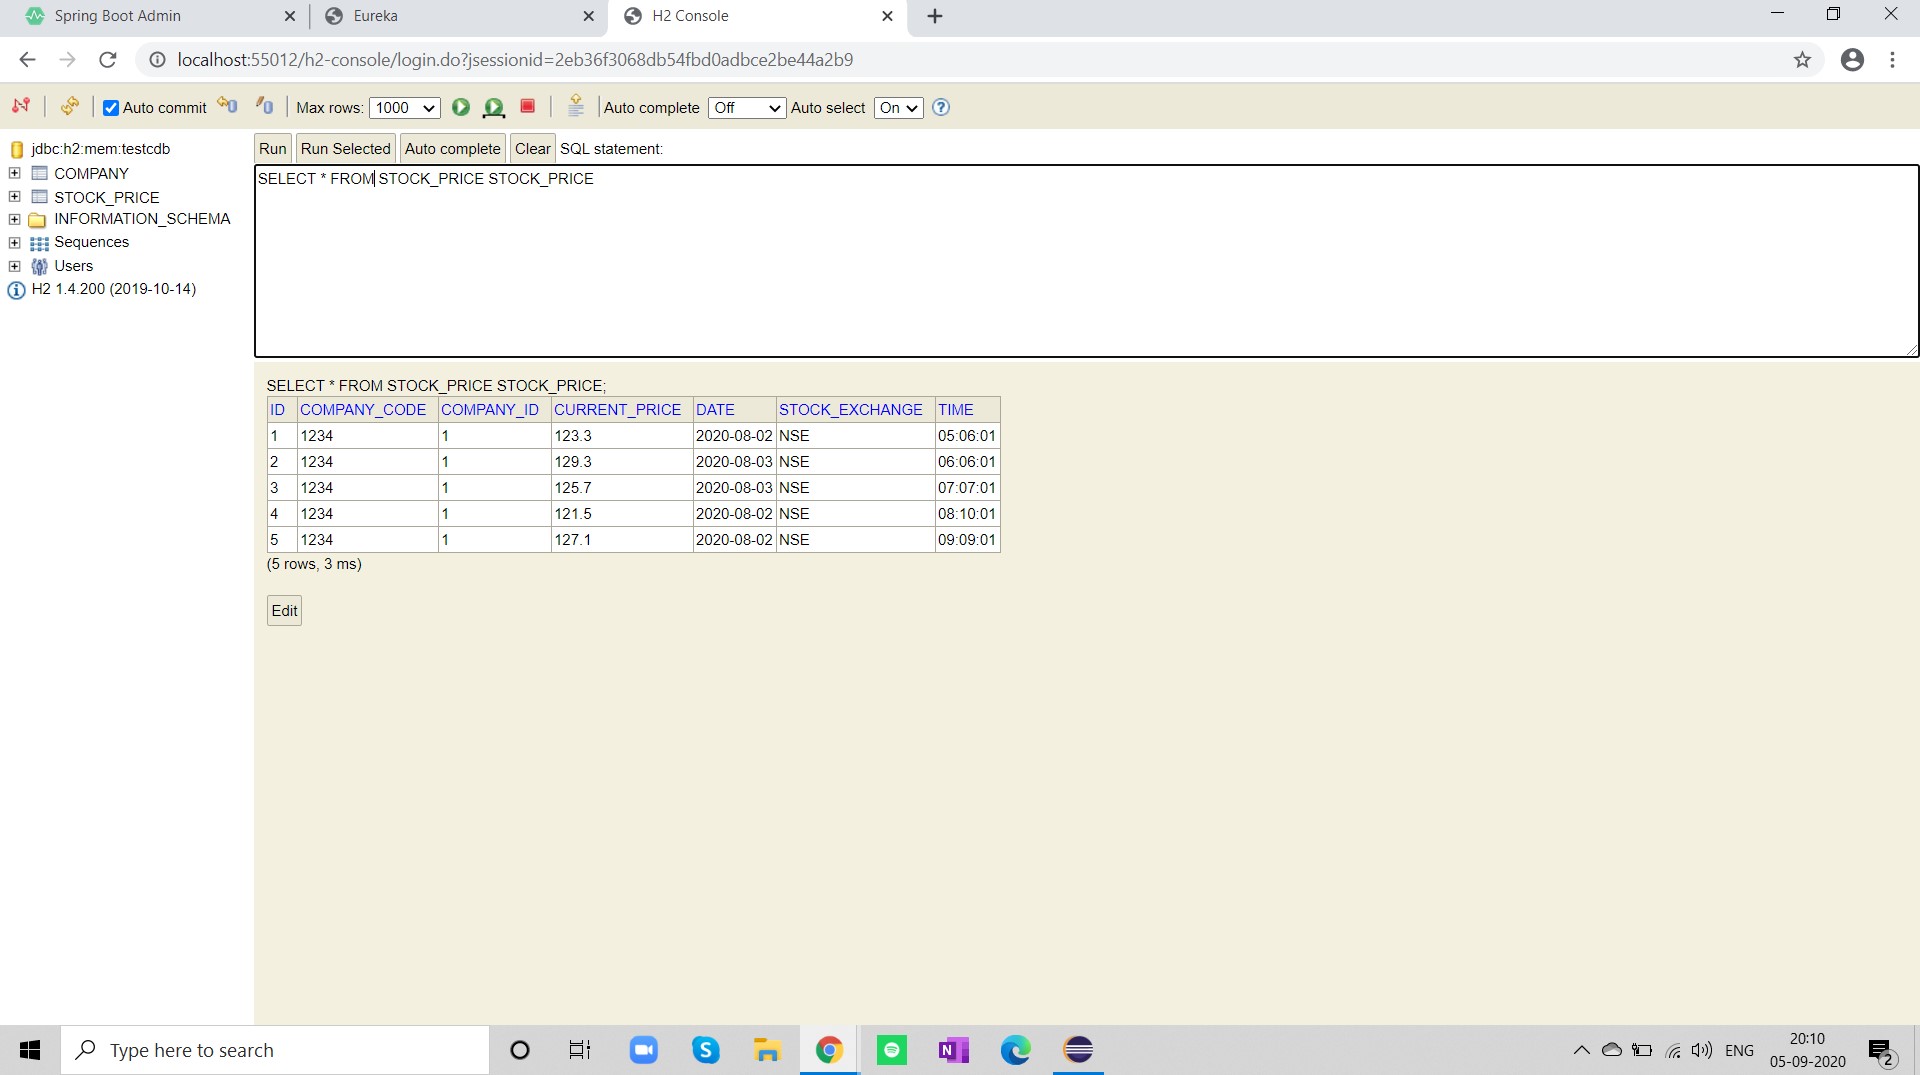 Spring Boot Admin
Eureka
H2 Console
localhost:55012/h2-console/login.do?jsessionid=2eb36f3068db54fbd0adbce2be44a2b9
Auto commit Max rows: 1000 Auto complete Off Auto select On
jdbc:h2:mem:testcdb
COMPANY
STOCK_PRICE
INFORMATION_SCHEMA
Sequences
Users
H2 1.4.200 (2019-10-14)
Run Run Selected Auto complete Clear SQL statement:
SELECT * FROM STOCK_PRICE STOCK_PRICE
SELECT * FROM STOCK_PRICE STOCK_PRICE;
ID COMPANY_CODE COMPANY_ID CURRENT_PRICE DATE STOCK_EXCHANGE TIME
1 1234 1 123.3 2020-08-02 NSE 05:06:01
2 1234 1 129.3 2020-08-03 NSE 06:06:01
3 1234 1 125.7 2020-08-03 NSE 07:07:01
4 1234 1 121.5 2020-08-02 NSE 08:10:01
5 1234 1 127.1 2020-08-02 NSE 09:09:01
(5 rows, 3 ms)
Edit
Type here to search
ENG
20:10
05-09-2020
2